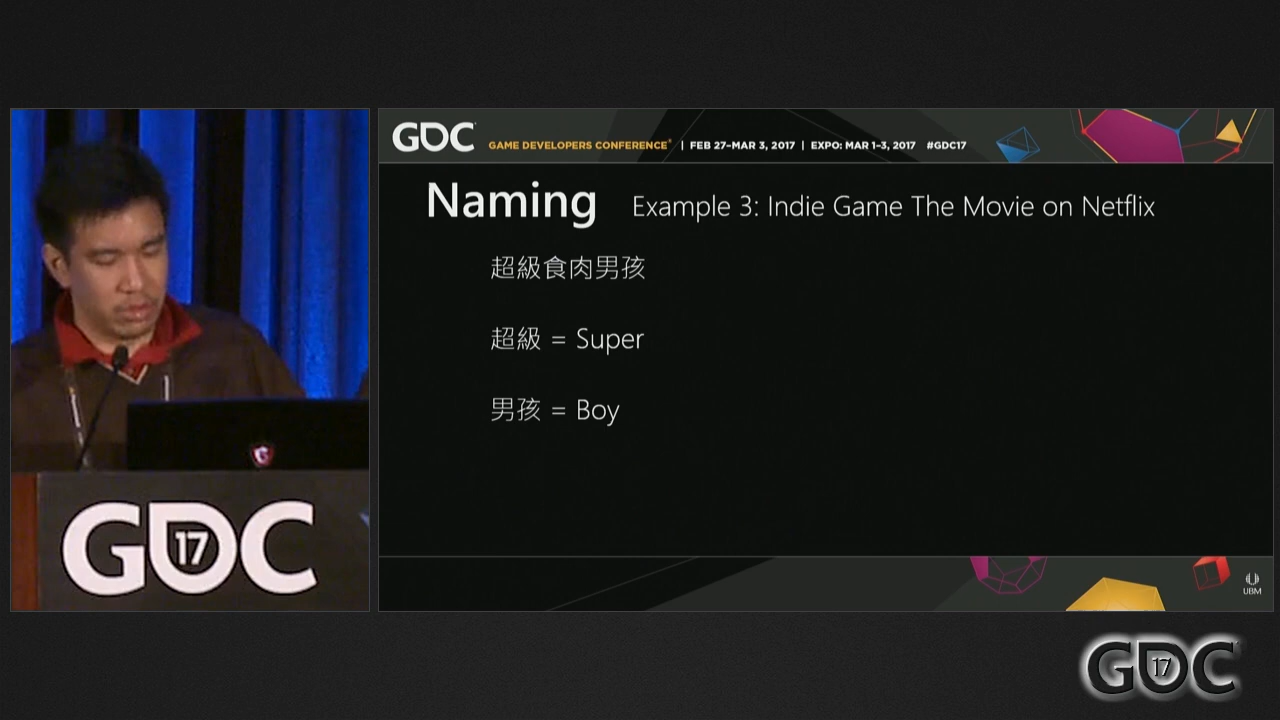 GDC GAME DEVELOPERS CONFERENCE® | FEB 27–MAR 3, 2017 | EXPO: MAR 1–3, 2017 #GDC17
Naming Example 3: Indie Game The Movie on Netflix
超級食肉男孩
超級 = Super
男孩 = Boy
GDC 17
UBM
GDC 17